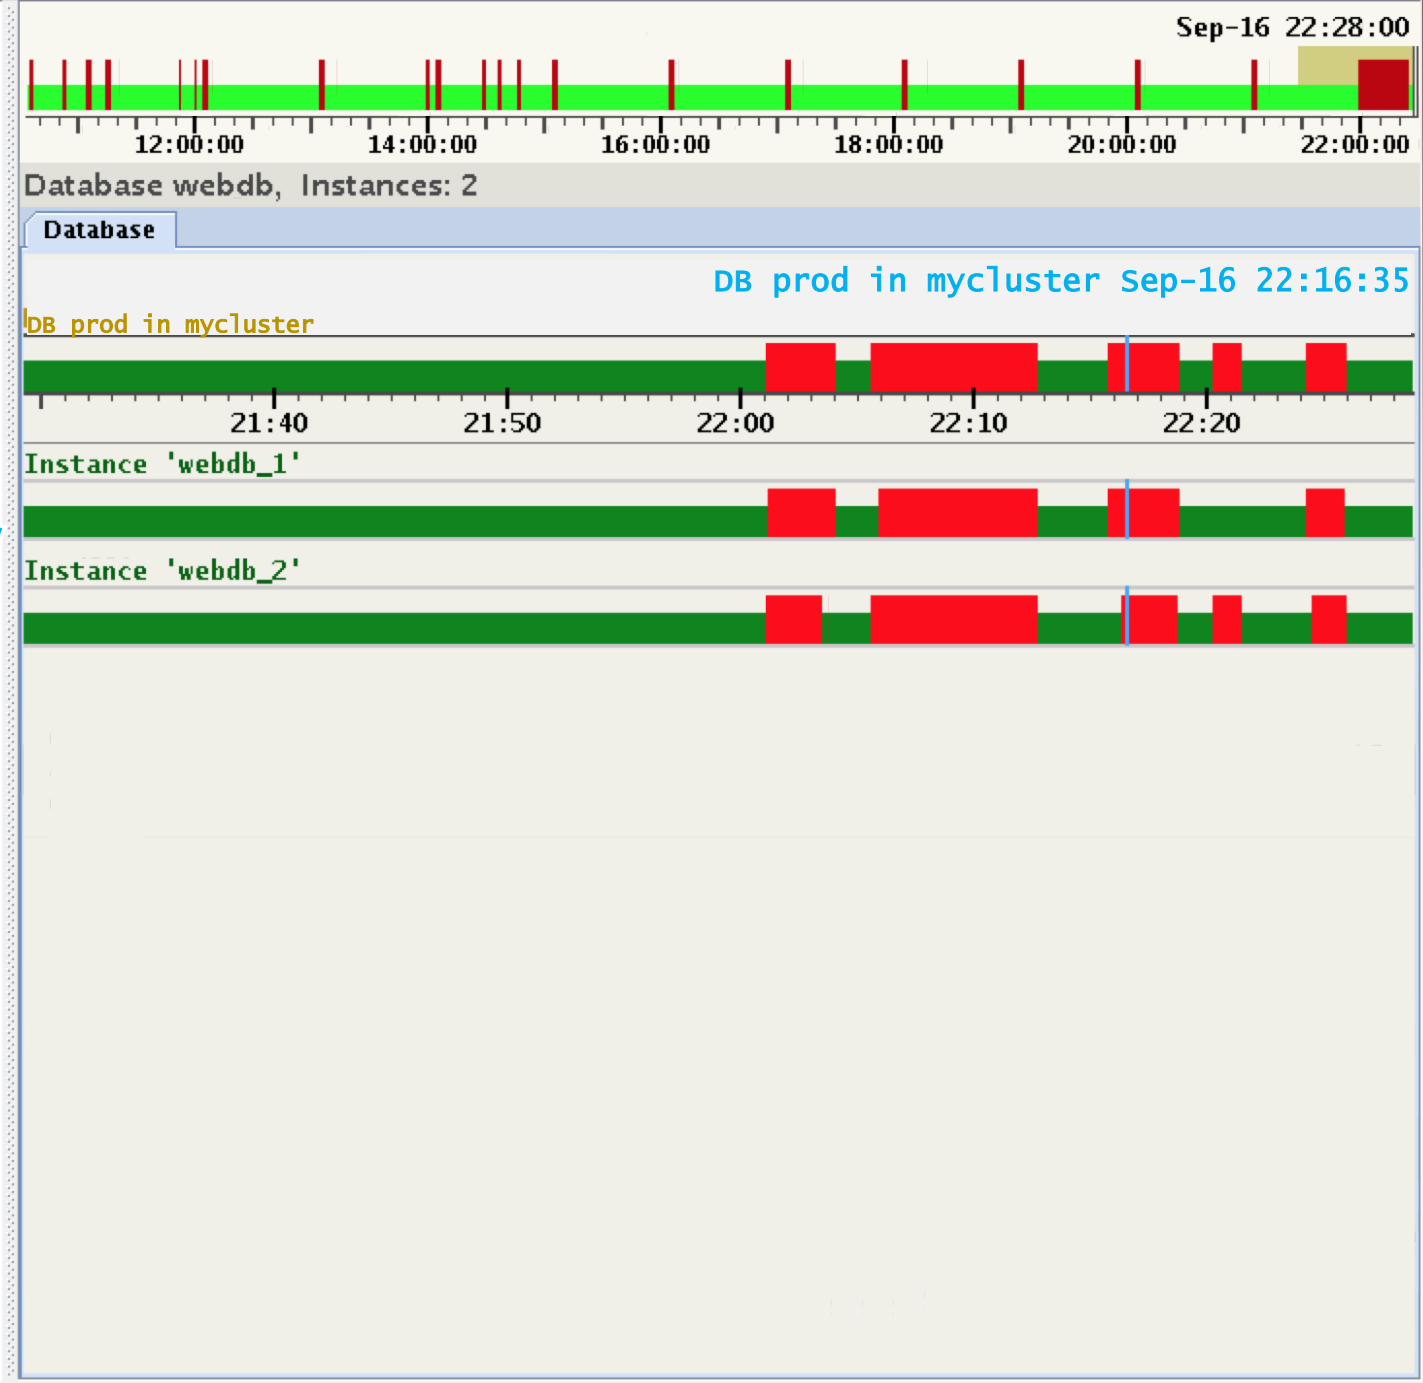 Sep-16 22:28:00
12:00:00 14:00:00 16:00:00 18:00:00 20:00:00 22:00:00
Database webdb, Instances: 2
Database
DB prod in mycluster Sep-16 22:16:35
DB prod in mycluster
21:40 21:50 22:00 22:10 22:20
Instance 'webdb_1'
Instance 'webdb_2'